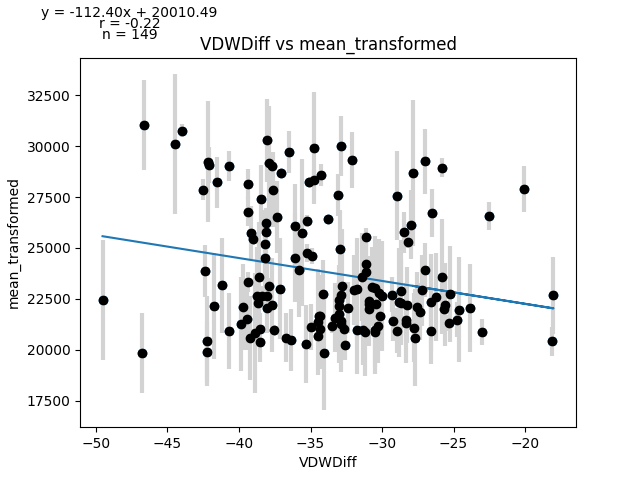 y = -112.40x + 20010.49
r = -0.22
n = 149
VDWDiff vs mean_transformed
mean_transformed
32500
30000
27500
25000
22500
20000
17500
−50 −45 −40 −35 −30 −25 −20
VDWDiff